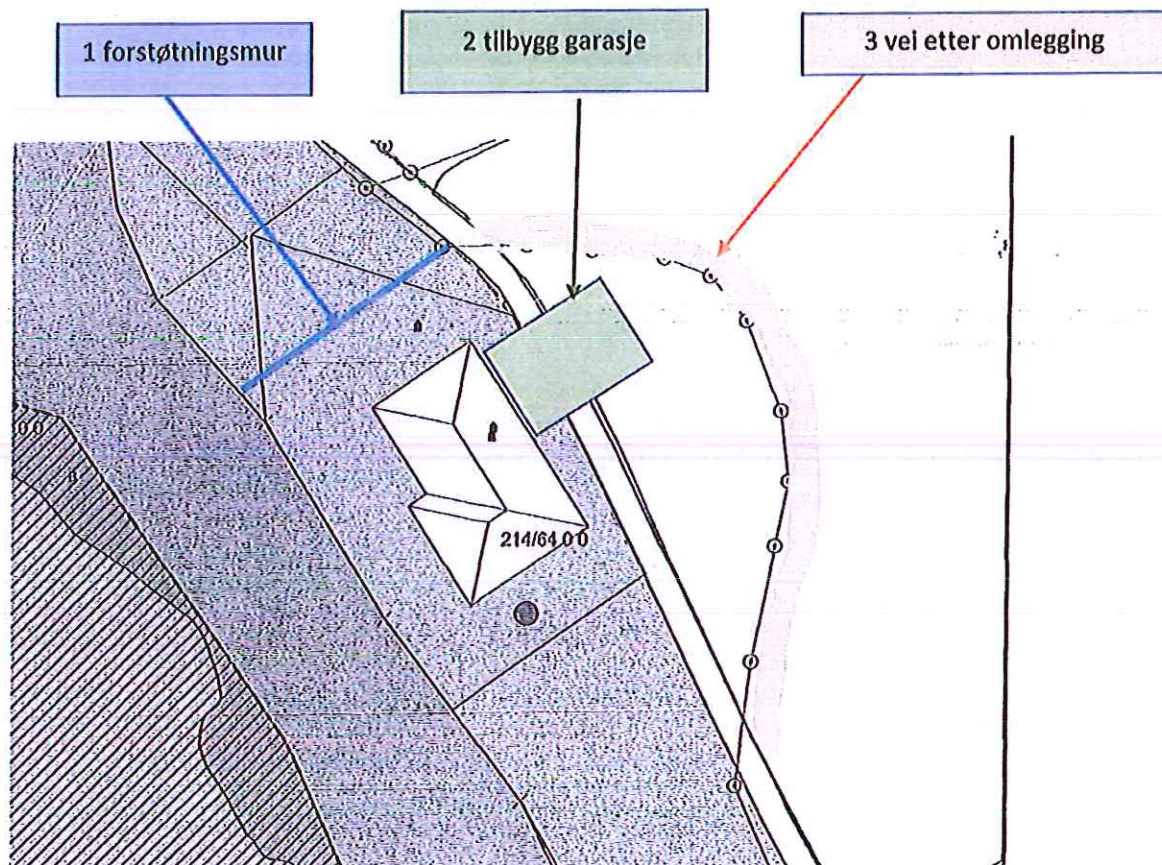 1 forstøtningsmur
2 tilbygg garasje
3 vei etter omlegging
214/64.0 0